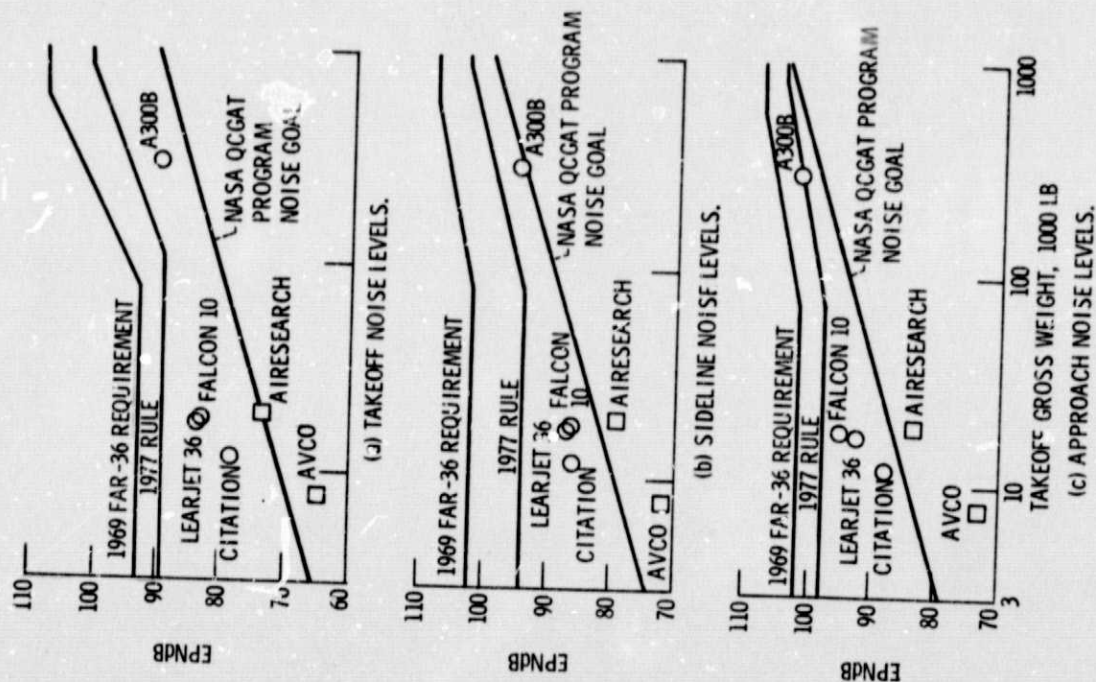 110
100
90
80
70
60
EPNdB
1969 FAR-36 REQUIREMENT
1977 RULE
LEARJET 36
FALCON 10
CITATION
AVCO
AIRESEARCH
A300B
NASA QCGAT
PROGRAM
NOISE GOAL
(a) TAKEOFF NOISE LEVELS.
110
100
90
80
70
EPNdB
1969 FAR-36 REQUIREMENT
1977 RULE
LEARJET 36
FALCON
10
CITATION
AVCO
AIRESEARCH
A300B
NASA QCGAT PROGRAM
NOISE GOAL
(b) SIDELINE NOISE LEVELS.
110
100
90
80
70
EPNdB
1969 FAR-36 REQUIREMENT
1977 RULE
FALCON 10
LEARJET 36
CITATION
AVCO
AIRESEARCH
A300B
NASA QCGAT PROGRAM
NOISE GOAL
3
10
100
1000
TAKEOFF GROSS WEIGHT, 1000 LB
(c) APPROACH NOISE LEVELS.